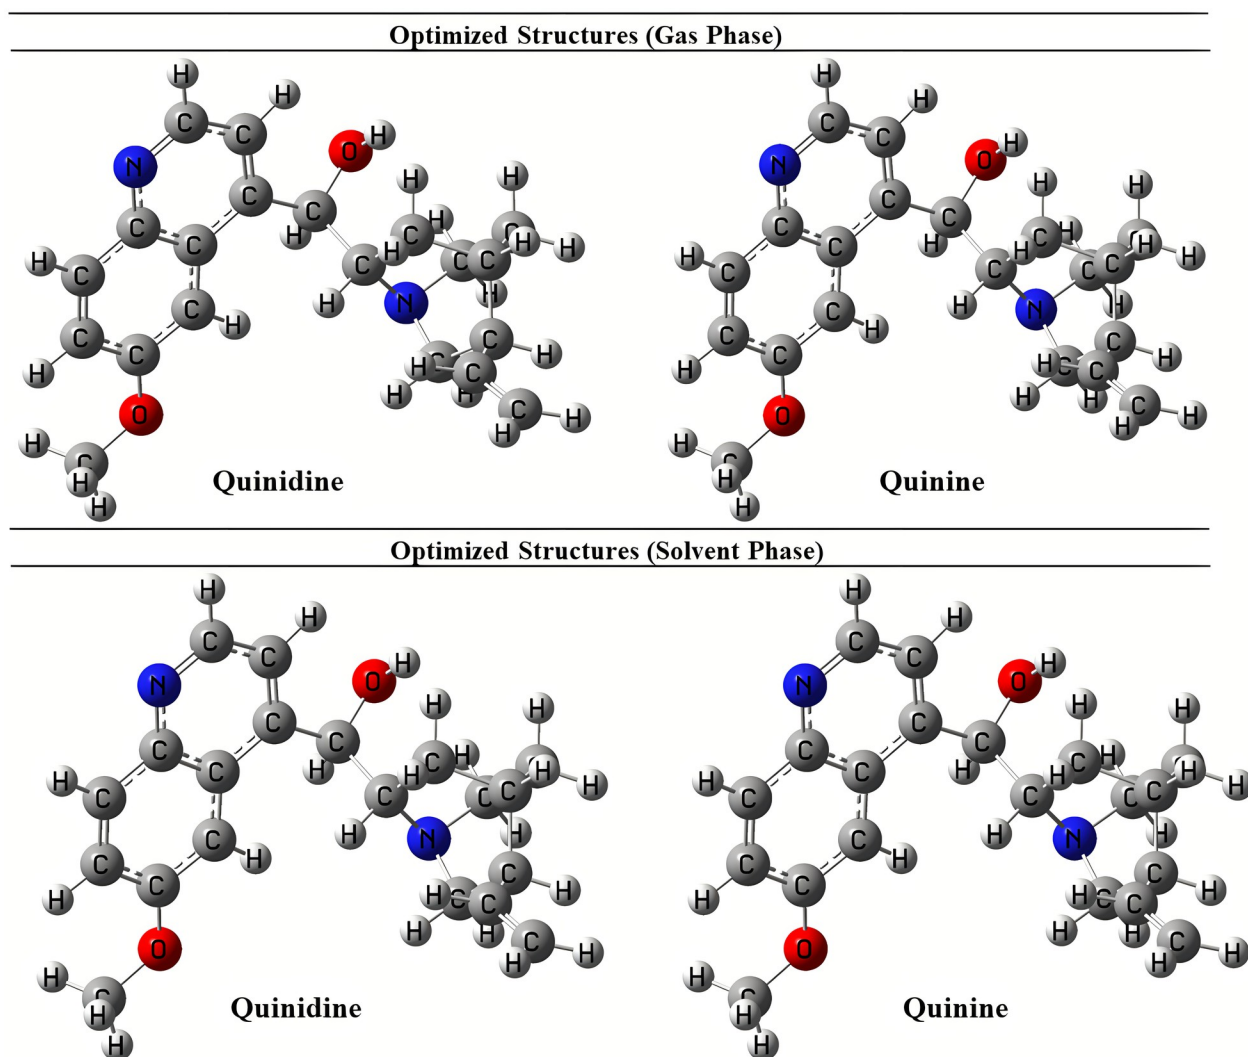 Optimized Structures (Gas Phase)
H
H
C C H
N O
H H
C C H C
C H C H H
C H
H C C C C
H N H
C H
C C C H
H H C C
H H C H
O H
H C
H
H
Quinidine
H
H
C C H
N O
H H
C C H C
C H C H H
C H
H C C C C
H N H
C H
C C C H
H H C C
H H C H
O H
H C
H
H
Quinine
Optimized Structures (Solvent Phase)
H
H
C C H
N O
H H
C C H C
C H C H H
C H
H C C C C
H N H
C H
C C C H
H H C C
H H C H
O H
H C
H
H
Quinidine
H
H
C C H
N O
H H
C C H C
C H C H H
C H
H C C C C
H N H
C H
C C C H
H H C C
H H C H
O H
H C
H
H
Quinine